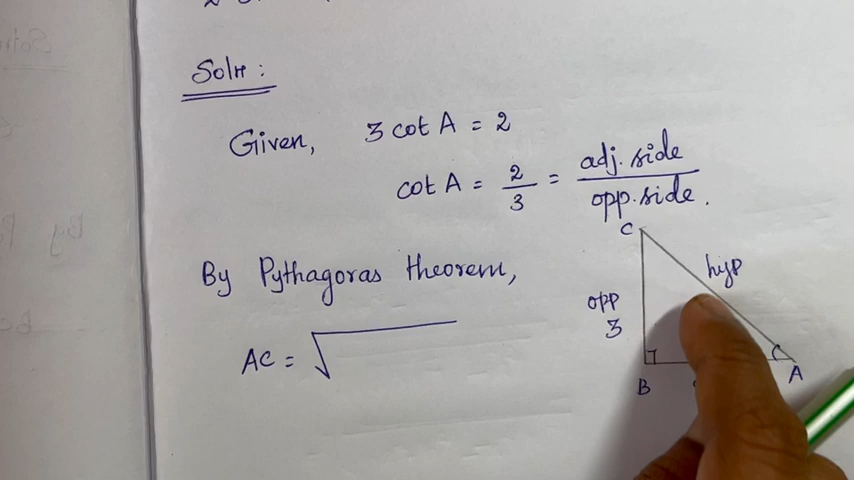 Soln :
Given, 3 cot A = 2
cot A = 2/3 = adj. side / opp. side.
By Pythagoras theorem,
AC = √
C
hyp
opp
3
B
A